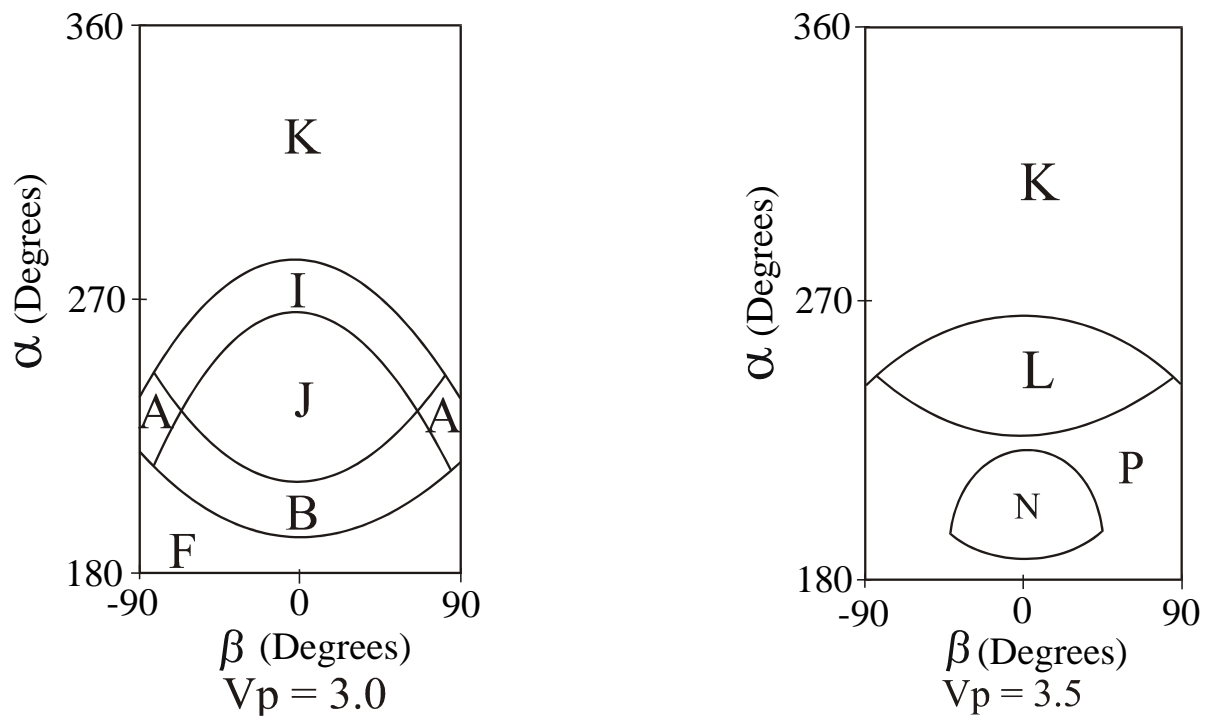 360
K
α (Degrees)
270
I
J
A
A
B
F
180
-90
0
90
β (Degrees)
Vp = 3.0
360
K
α (Degrees)
270
L
P
N
180
-90
0
90
β (Degrees)
Vp = 3.5